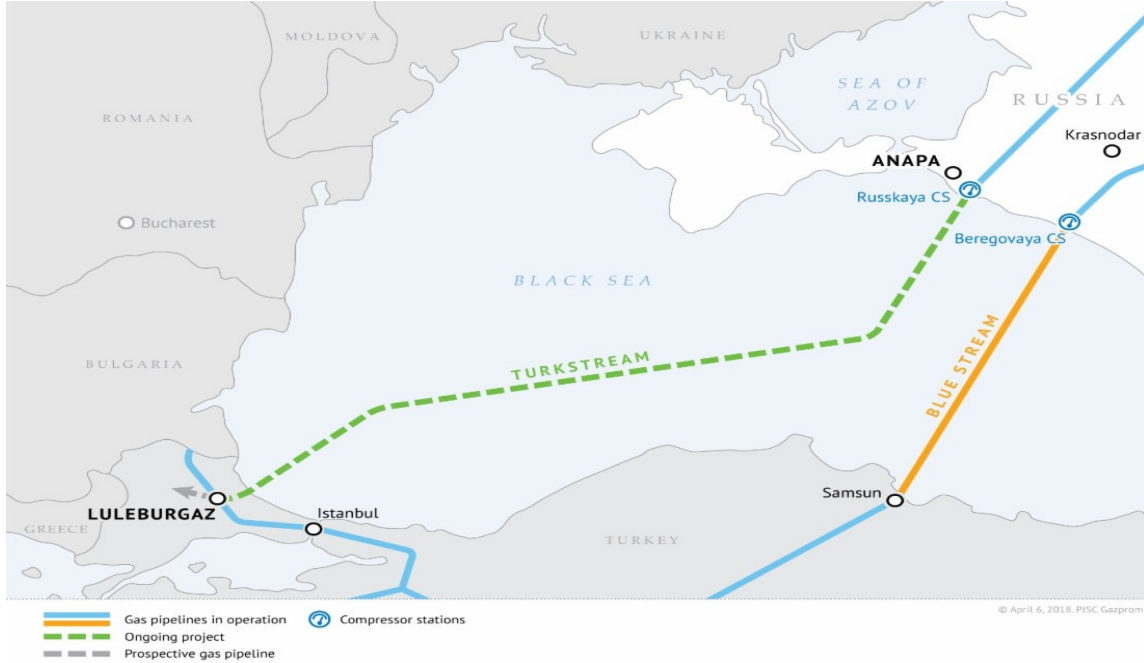 MOLDOVA
UKRAINE
SEA OF
AZOV
RUSSIA
ROMANIA
Krasnodar
ANAPA
Russkaya CS
Bucharest
Beregovaya CS
BLACK SEA
BULGARIA
TURKSTREAM
BLUE STREAM
Samsun
LULEBURGAZ
Istanbul
GREECE
TURKEY
© April 6, 2018. PJSC Gazprom
Gas pipelines in operation
Compressor stations
Ongoing project
Prospective gas pipeline